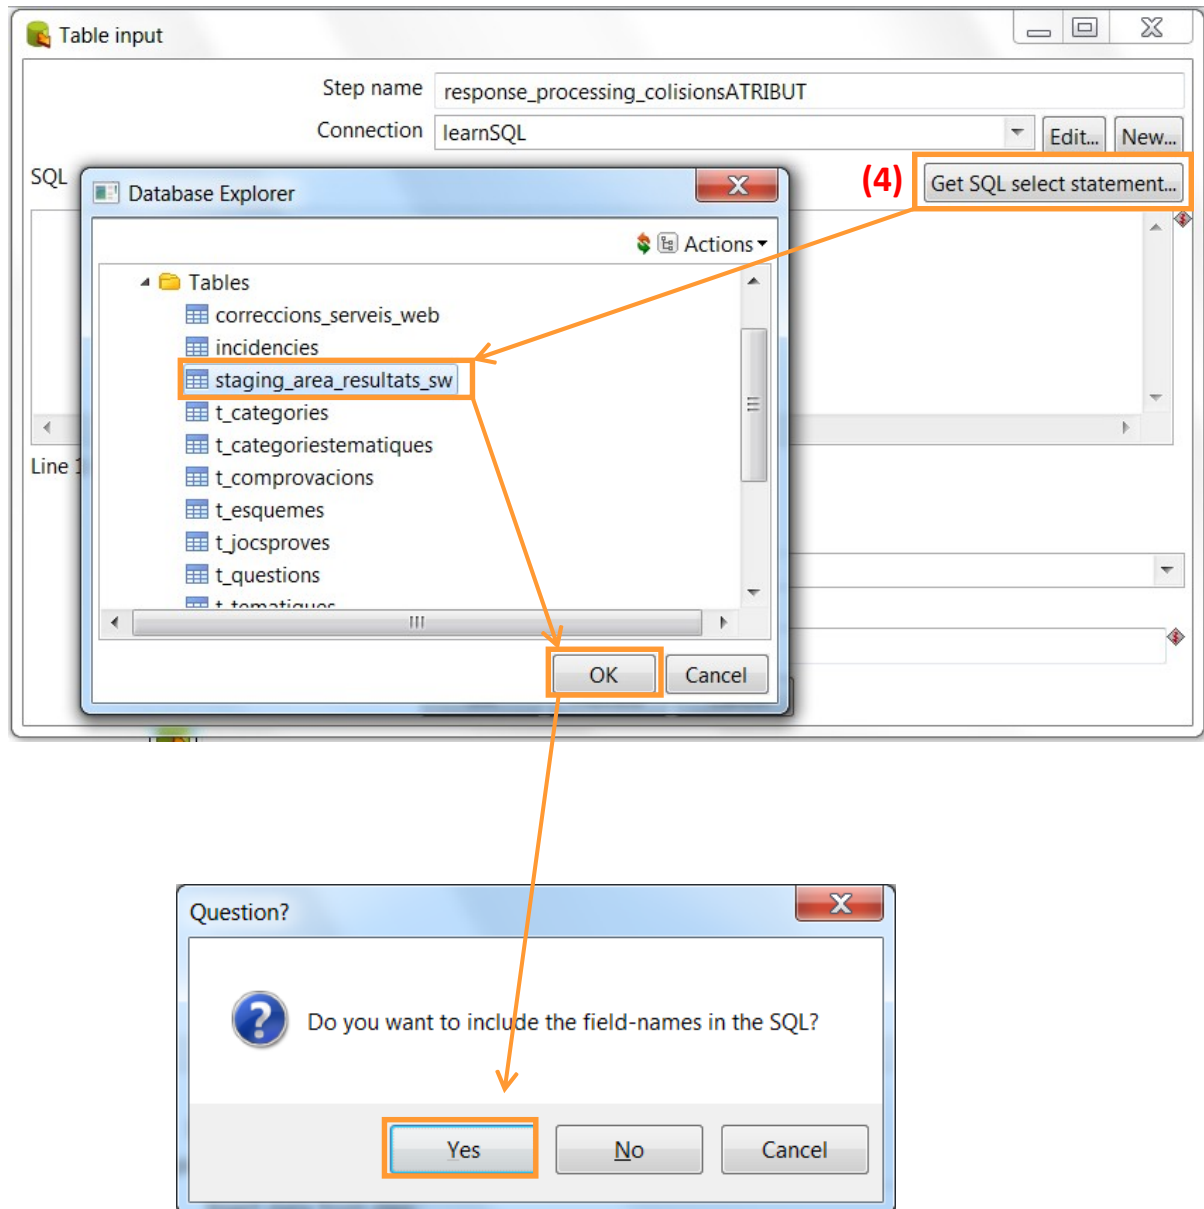 Table input
Step name response_processing_colisionsATRIBUT
Connection learnSQL Edit... New...
SQL (4) Get SQL select statement...
Database Explorer
Actions
Tables
correccions_serveis_web
incidencies
staging_area_resultats_sw
t_categories
t_categoriestematiques
t_comprovacions
t_esquemes
t_jocsproves
t_questions
t_tematiques
Line
OK Cancel
Question?
Do you want to include the field-names in the SQL?
Yes No Cancel